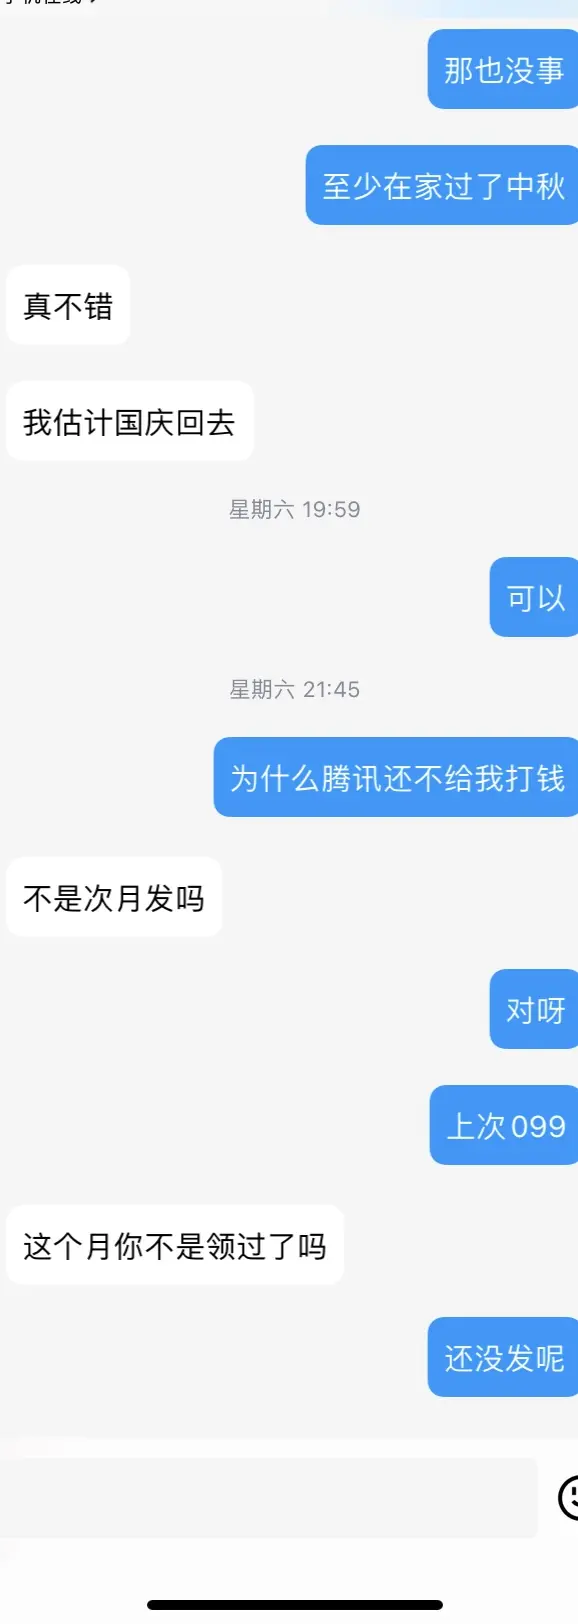 那也没事
至少在家过了中秋
真不错
我估计国庆回去
星期六 19:59
可以
星期六 21:45
为什么腾讯还不给我打钱
不是次月发吗
对呀
上次099
这个月你不是领过了吗
还没发呢